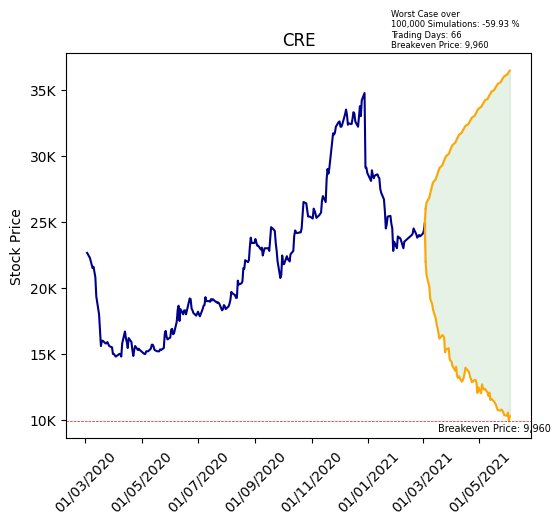 Worst Case over
100,000 Simulations: -59.93 %
Trading Days: 66
Breakeven Price: 9,960
CRE
Stock Price
35K
30K
25K
20K
15K
10K
Breakeven Price: 9,960
01/03/2020
01/05/2020
01/07/2020
01/09/2020
01/11/2020
01/01/2021
01/03/2021
01/05/2021